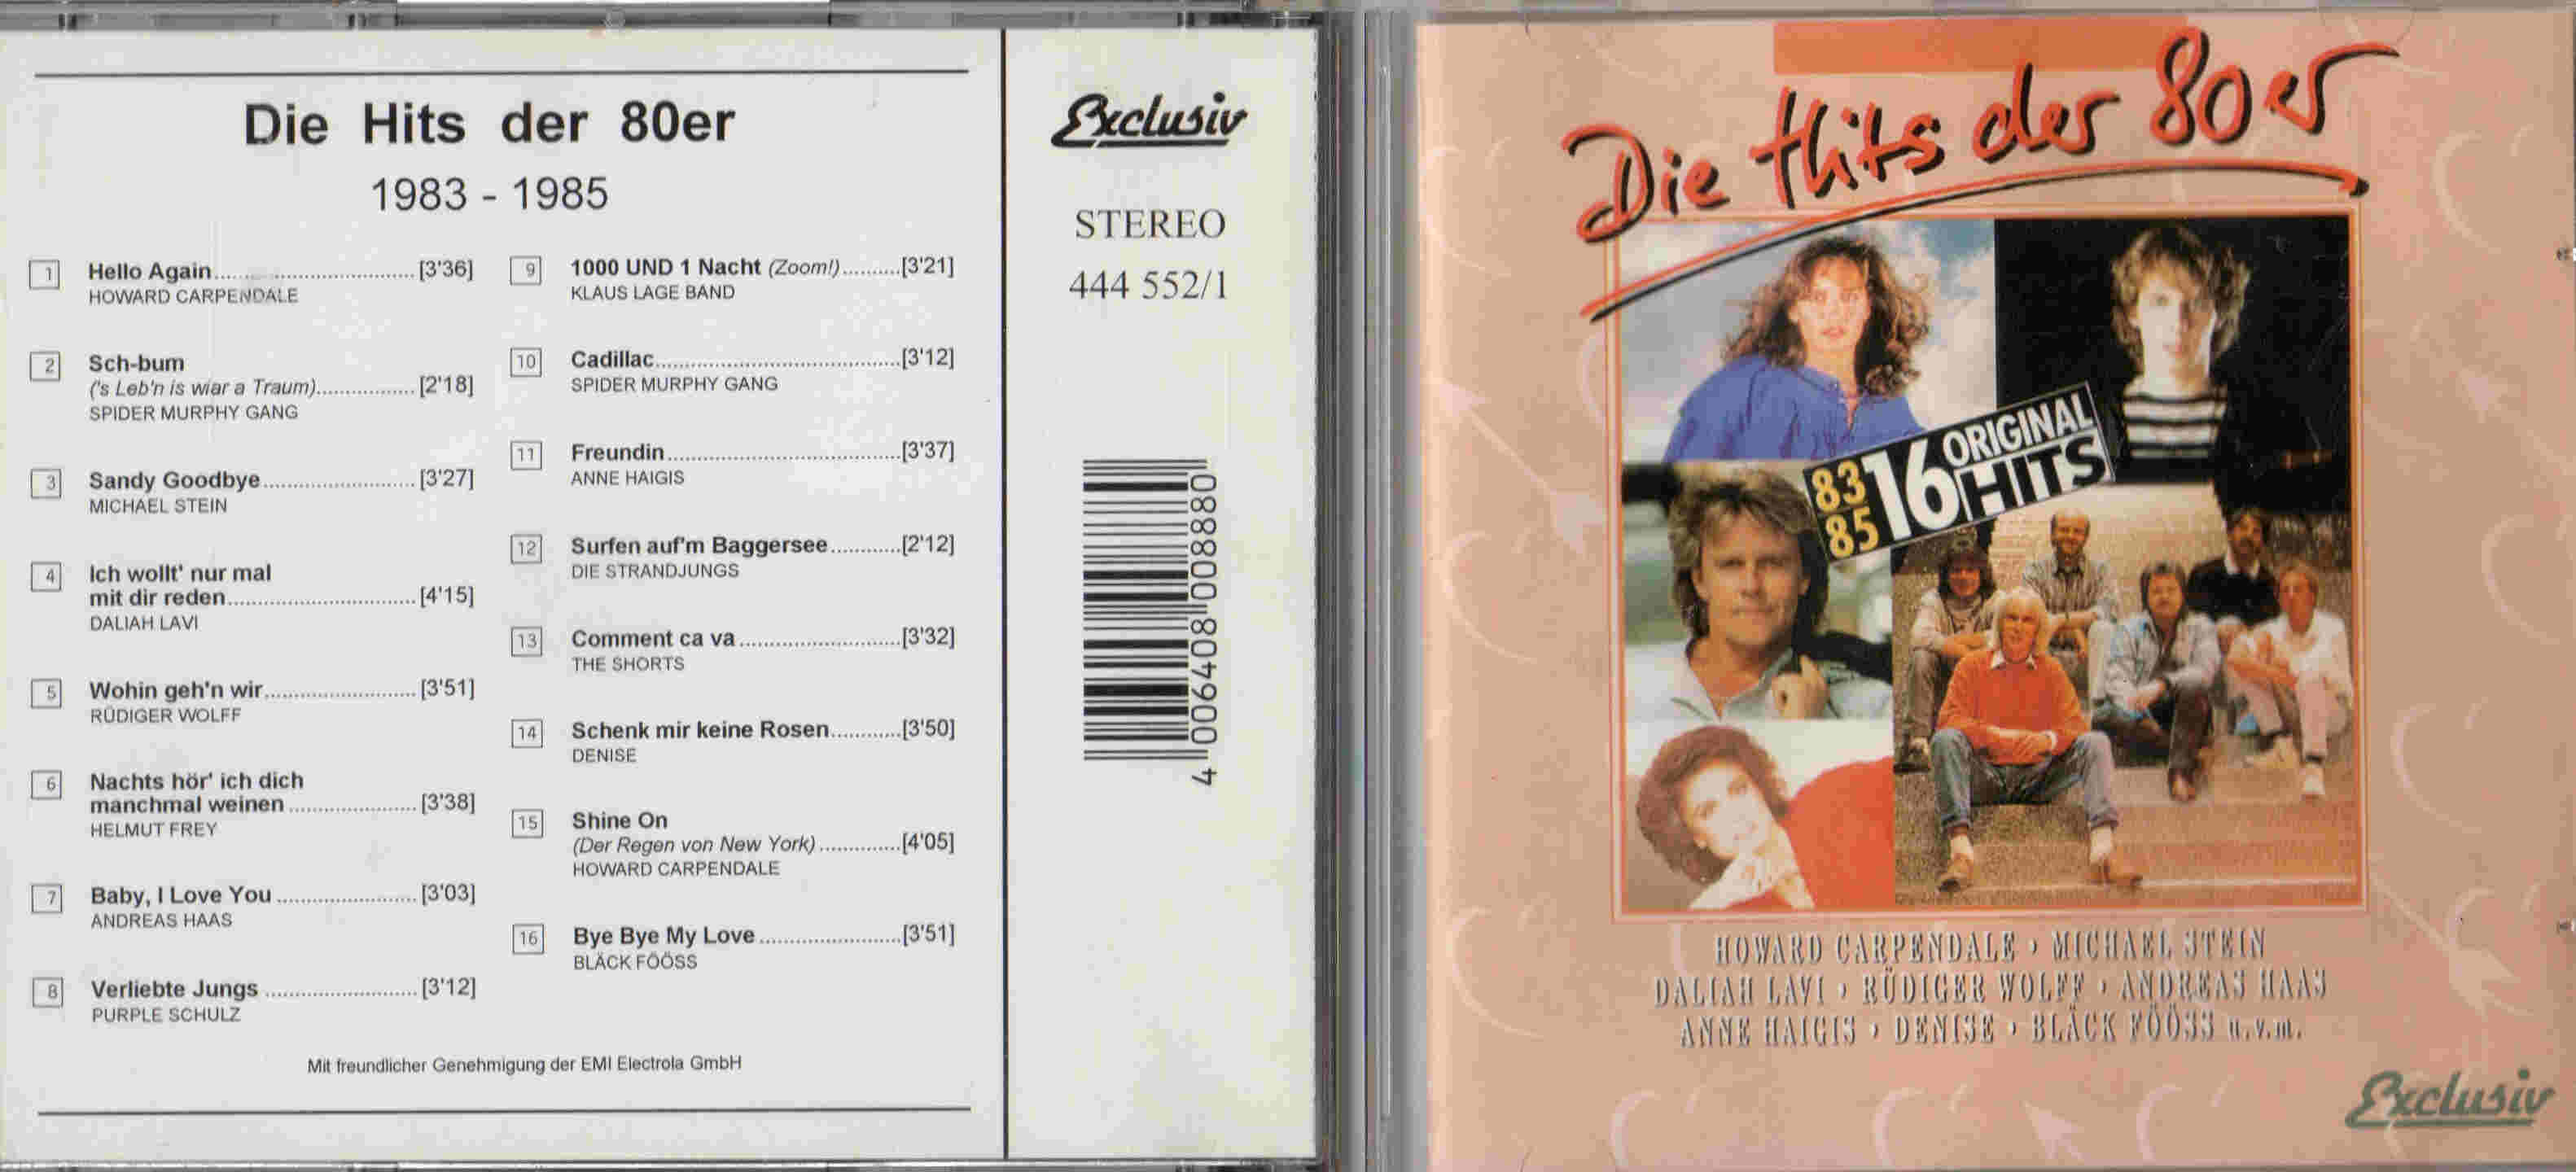 Die Hits der 80er
1983 - 1985
1 Hello Again [3'36]
HOWARD CARPENDALE
2 Sch-bum
('s Leb'n is wiar a Traum) [2'18]
SPIDER MURPHY GANG
3 Sandy Goodbye [3'27]
MICHAEL STEIN
4 Ich wollt' nur mal
mit dir reden [4'15]
DALIAH LAVI
5 Wohin geh'n wir [3'51]
RÜDIGER WOLFF
6 Nachts hör' ich dich
manchmal weinen [3'38]
HELMUT FREY
7 Baby, I Love You [3'03]
ANDREAS HAAS
8 Verliebte Jungs [3'12]
PURPLE SCHULZ
9 1000 UND 1 Nacht (Zoom!) [3'21]
KLAUS LAGE BAND
10 Cadillac [3'12]
SPIDER MURPHY GANG
11 Freundin [3'37]
ANNE HAIGIS
12 Surfen auf'm Baggersee [2'12]
DIE STRANDJUNGS
13 Comment ca va [3'32]
THE SHORTS
14 Schenk mir keine Rosen [3'50]
DENISE
15 Shine On
(Der Regen von New York) [4'05]
HOWARD CARPENDALE
16 Bye Bye My Love [3'51]
BLÄCK FÖÖSS
Mit freundlicher Genehmigung der EMI Electrola GmbH
Exclusiv
STEREO
444 552/1
4 006408 008880
Die Hits der 80er
83 85 16 ORIGINAL HITS
HOWARD CARPENDALE • MICHAEL STEIN
DALIAH LAVI • RÜDIGER WOLFF • ANDREAS HAAS
ANNE HAIGIS • DENISE • BLÄCK FÖÖSS u.v.m.
Exclusiv